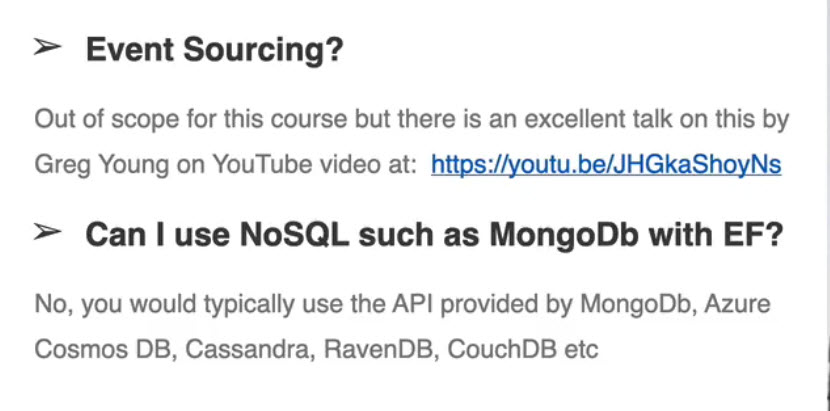 ➢ Event Sourcing?
Out of scope for this course but there is an excellent talk on this by
Greg Young on YouTube video at: https://youtu.be/JHGkaShoyNs
➢ Can I use NoSQL such as MongoDb with EF?
No, you would typically use the API provided by MongoDb, Azure
Cosmos DB, Cassandra, RavenDB, CouchDB etc